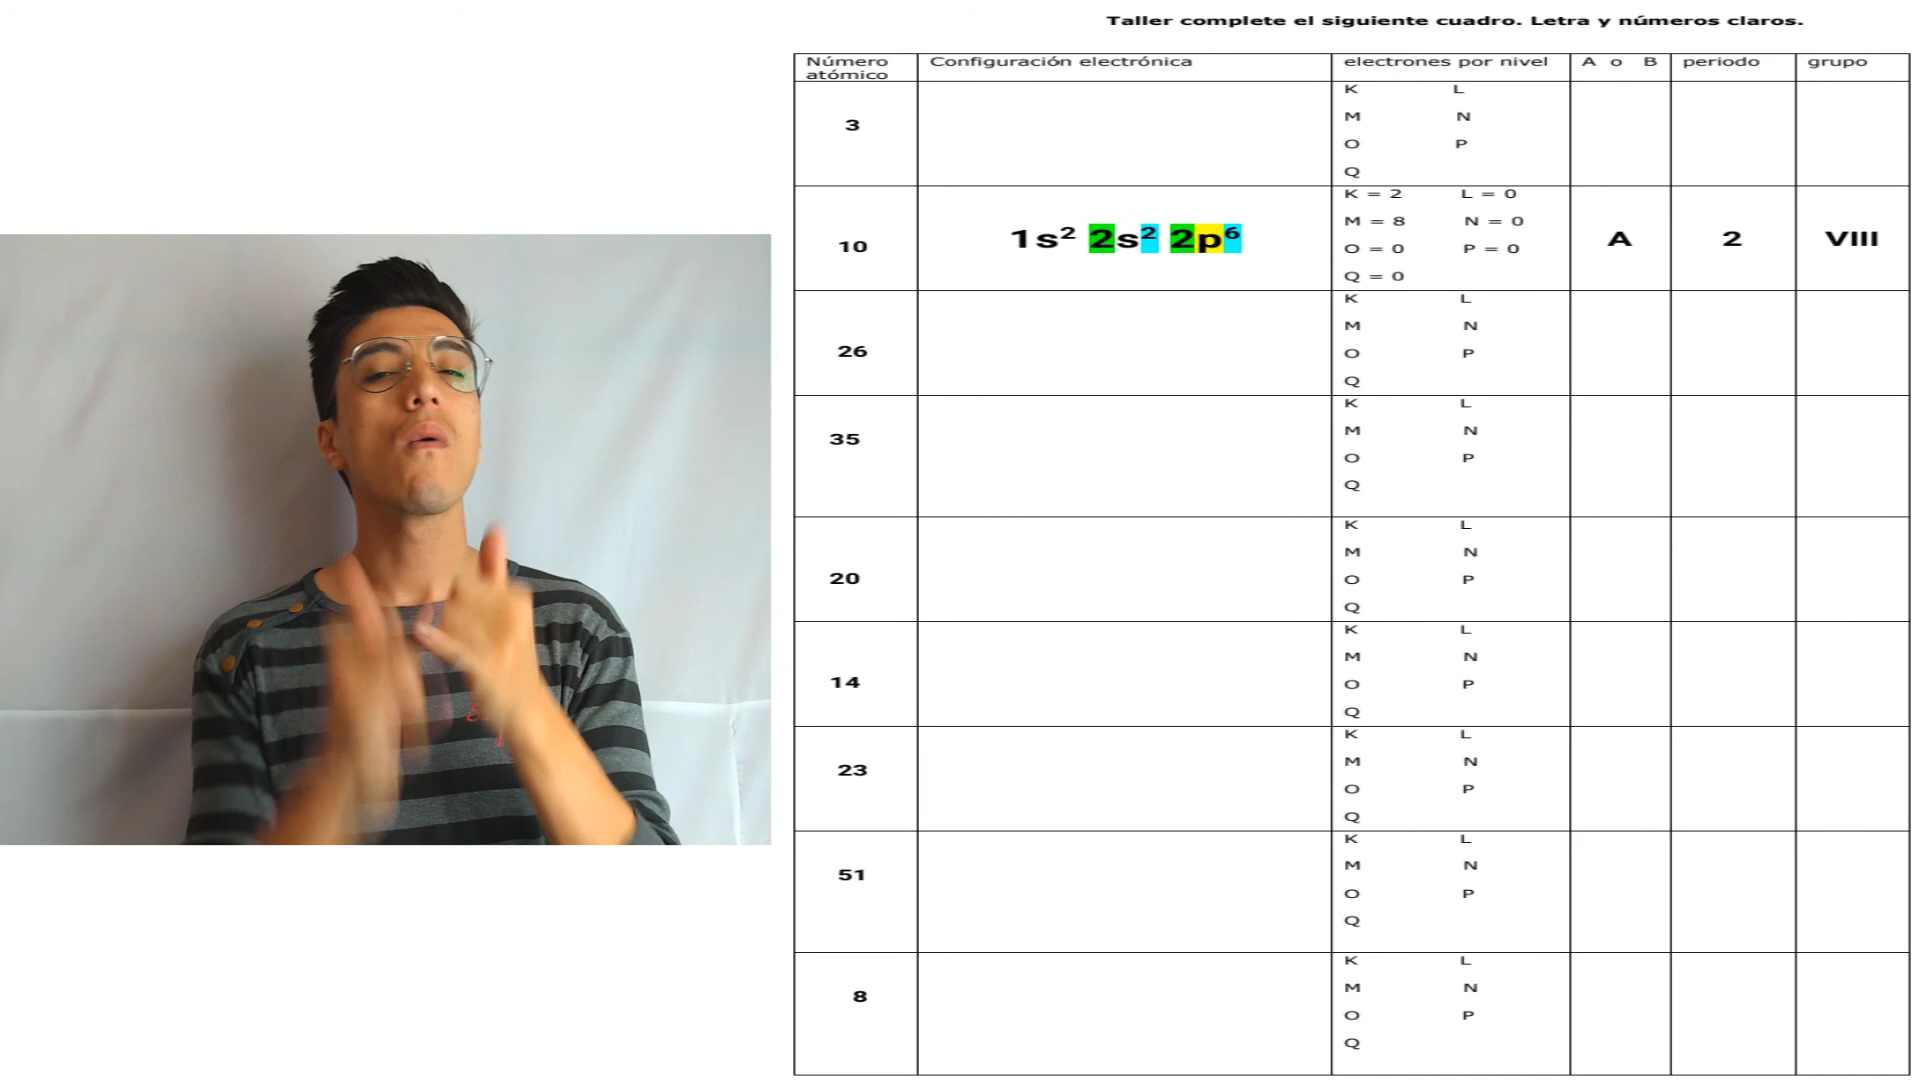 Taller complete el siguiente cuadro. Letra y números claros.
Número atómico Configuración electrónica electrones por nivel A o B periodo grupo
3
K L
M N
O P
Q
10
1s² 2s² 2p⁶
K = 2 L = 0
M = 8 N = 0
O = 0 P = 0
Q = 0
A
2
VIII
26
K L
M N
O P
Q
35
K L
M N
O P
Q
20
K L
M N
O P
Q
14
K L
M N
O P
Q
23
K L
M N
O P
Q
51
K L
M N
O P
Q
8
K L
M N
O P
Q